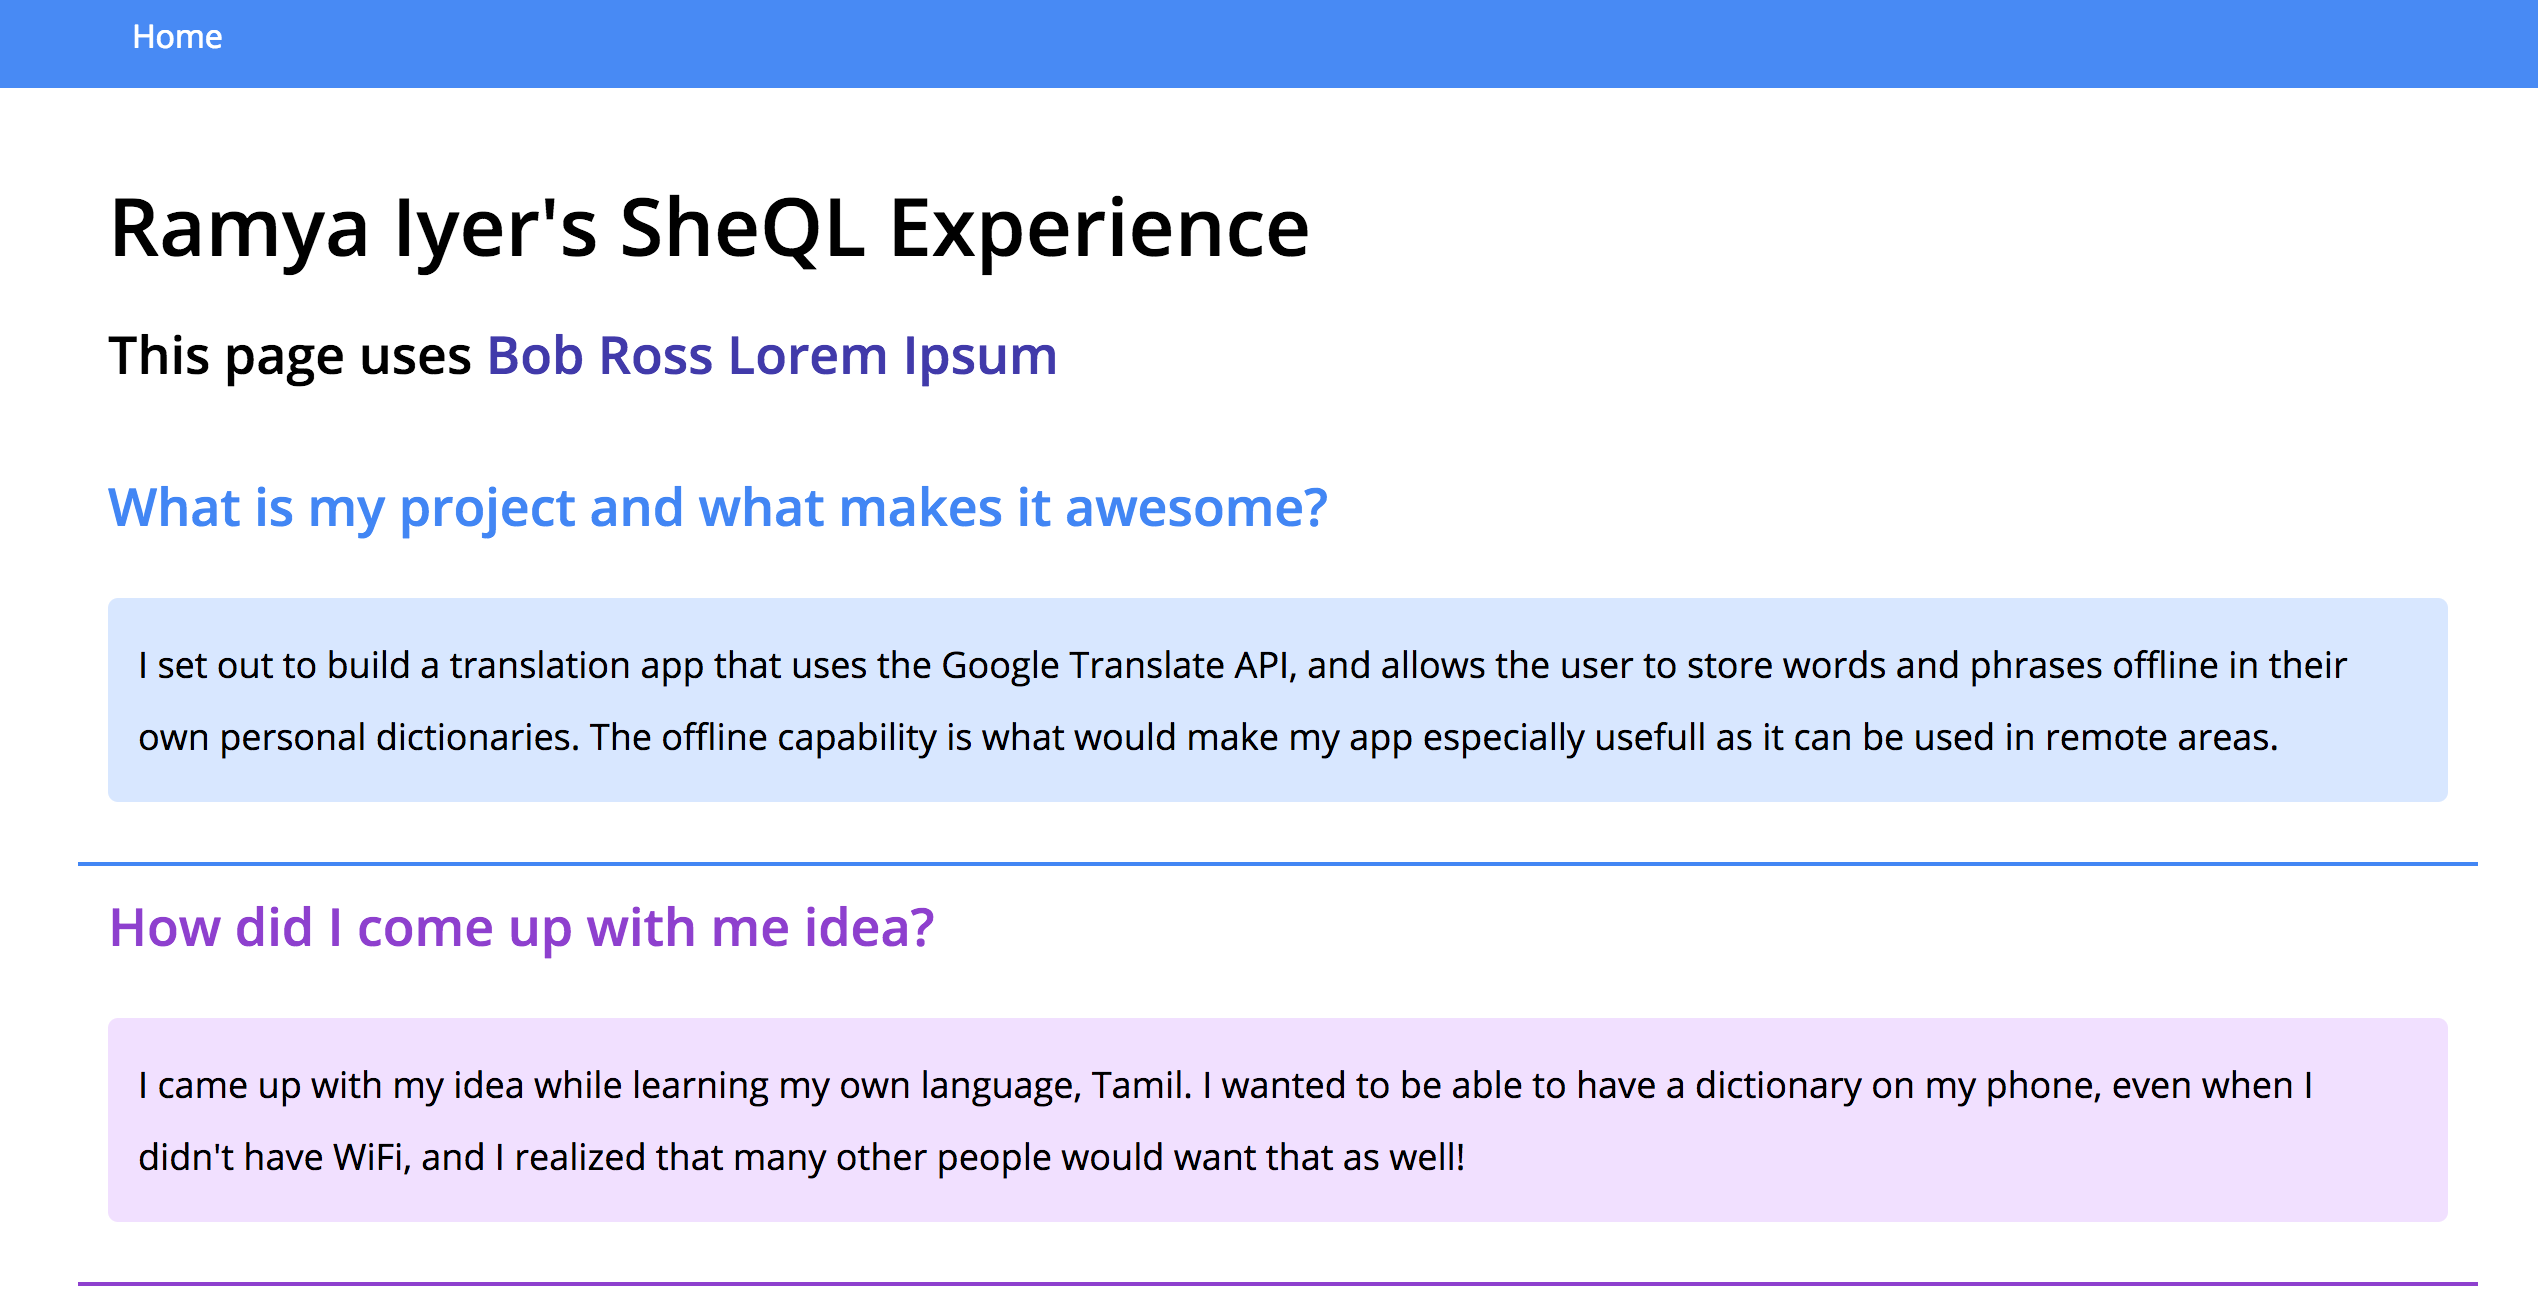 Home
Ramya Iyer's SheQL Experience
This page uses Bob Ross Lorem Ipsum
What is my project and what makes it awesome?
I set out to build a translation app that uses the Google Translate API, and allows the user to store words and phrases offline in their
own personal dictionaries. The offline capability is what would make my app especially usefull as it can be used in remote areas.
How did I come up with me idea?
I came up with my idea while learning my own language, Tamil. I wanted to be able to have a dictionary on my phone, even when I
didn't have WiFi, and I realized that many other people would want that as well!